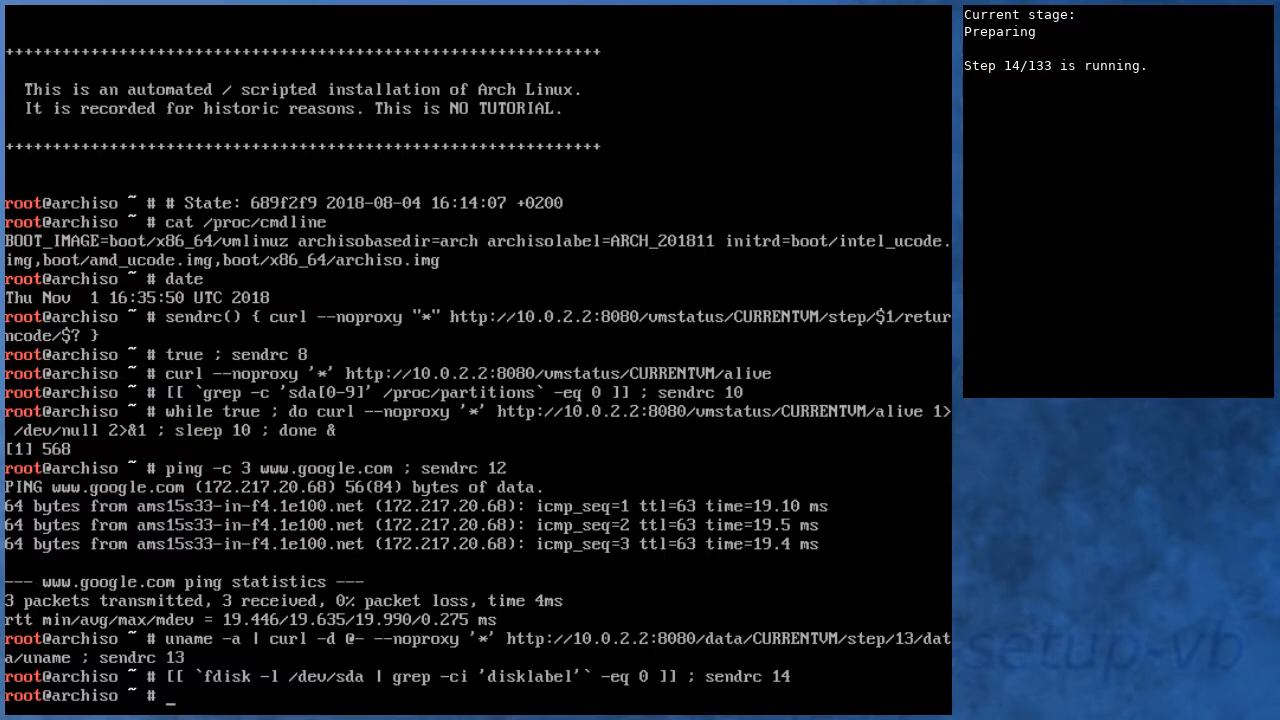 ++++++++++++++++++++++++++++++++++++++++++++++++++++++++++++++++
This is an automated / scripted installation of Arch Linux.
It is recorded for historic reasons. This is NO TUTORIAL.
++++++++++++++++++++++++++++++++++++++++++++++++++++++++++++++++
root@archiso ~ # # State: 689f2f9 2018-08-04 16:14:07 +0200
root@archiso ~ # cat /proc/cmdline
BOOT_IMAGE=boot/x86_64/vmlinuz archisobasedir=arch archisolabel=ARCH_201811 initrd=boot/intel_ucode.
img,boot/amd_ucode.img,boot/x86_64/archiso.img
root@archiso ~ # date
Thu Nov  1 16:35:50 UTC 2018
root@archiso ~ # sendrc() { curl --noproxy "*" http://10.0.2.2:8080/vmstatus/CURRENTVM/step/$1/retur
ncode/$? }
root@archiso ~ # true ; sendrc 8
root@archiso ~ # curl --noproxy '*' http://10.0.2.2:8080/vmstatus/CURRENTVM/alive
root@archiso ~ # [[ `grep -c 'sda[0-9]' /proc/partitions` -eq 0 ]] ; sendrc 10
root@archiso ~ # while true ; do curl --noproxy '*' http://10.0.2.2:8080/vmstatus/CURRENTVM/alive 1>
/dev/null 2>&1 ; sleep 10 ; done &
[1] 568
root@archiso ~ # ping -c 3 www.google.com ; sendrc 12
PING www.google.com (172.217.20.68) 56(84) bytes of data.
64 bytes from ams15s33-in-f4.1e100.net (172.217.20.68): icmp_seq=1 ttl=63 time=19.10 ms
64 bytes from ams15s33-in-f4.1e100.net (172.217.20.68): icmp_seq=2 ttl=63 time=19.5 ms
64 bytes from ams15s33-in-f4.1e100.net (172.217.20.68): icmp_seq=3 ttl=63 time=19.4 ms
--- www.google.com ping statistics ---
3 packets transmitted, 3 received, 0% packet loss, time 4ms
rtt min/avg/max/mdev = 19.446/19.635/19.990/0.275 ms
root@archiso ~ # uname -a | curl -d @- --noproxy '*' http://10.0.2.2:8080/data/CURRENTVM/step/13/dat
a/uname ; sendrc 13
root@archiso ~ # [[ `fdisk -l /dev/sda | grep -ci 'disklabel'` -eq 0 ]] ; sendrc 14
root@archiso ~ # _
Current stage:
Preparing
Step 14/133 is running.
setup-vb